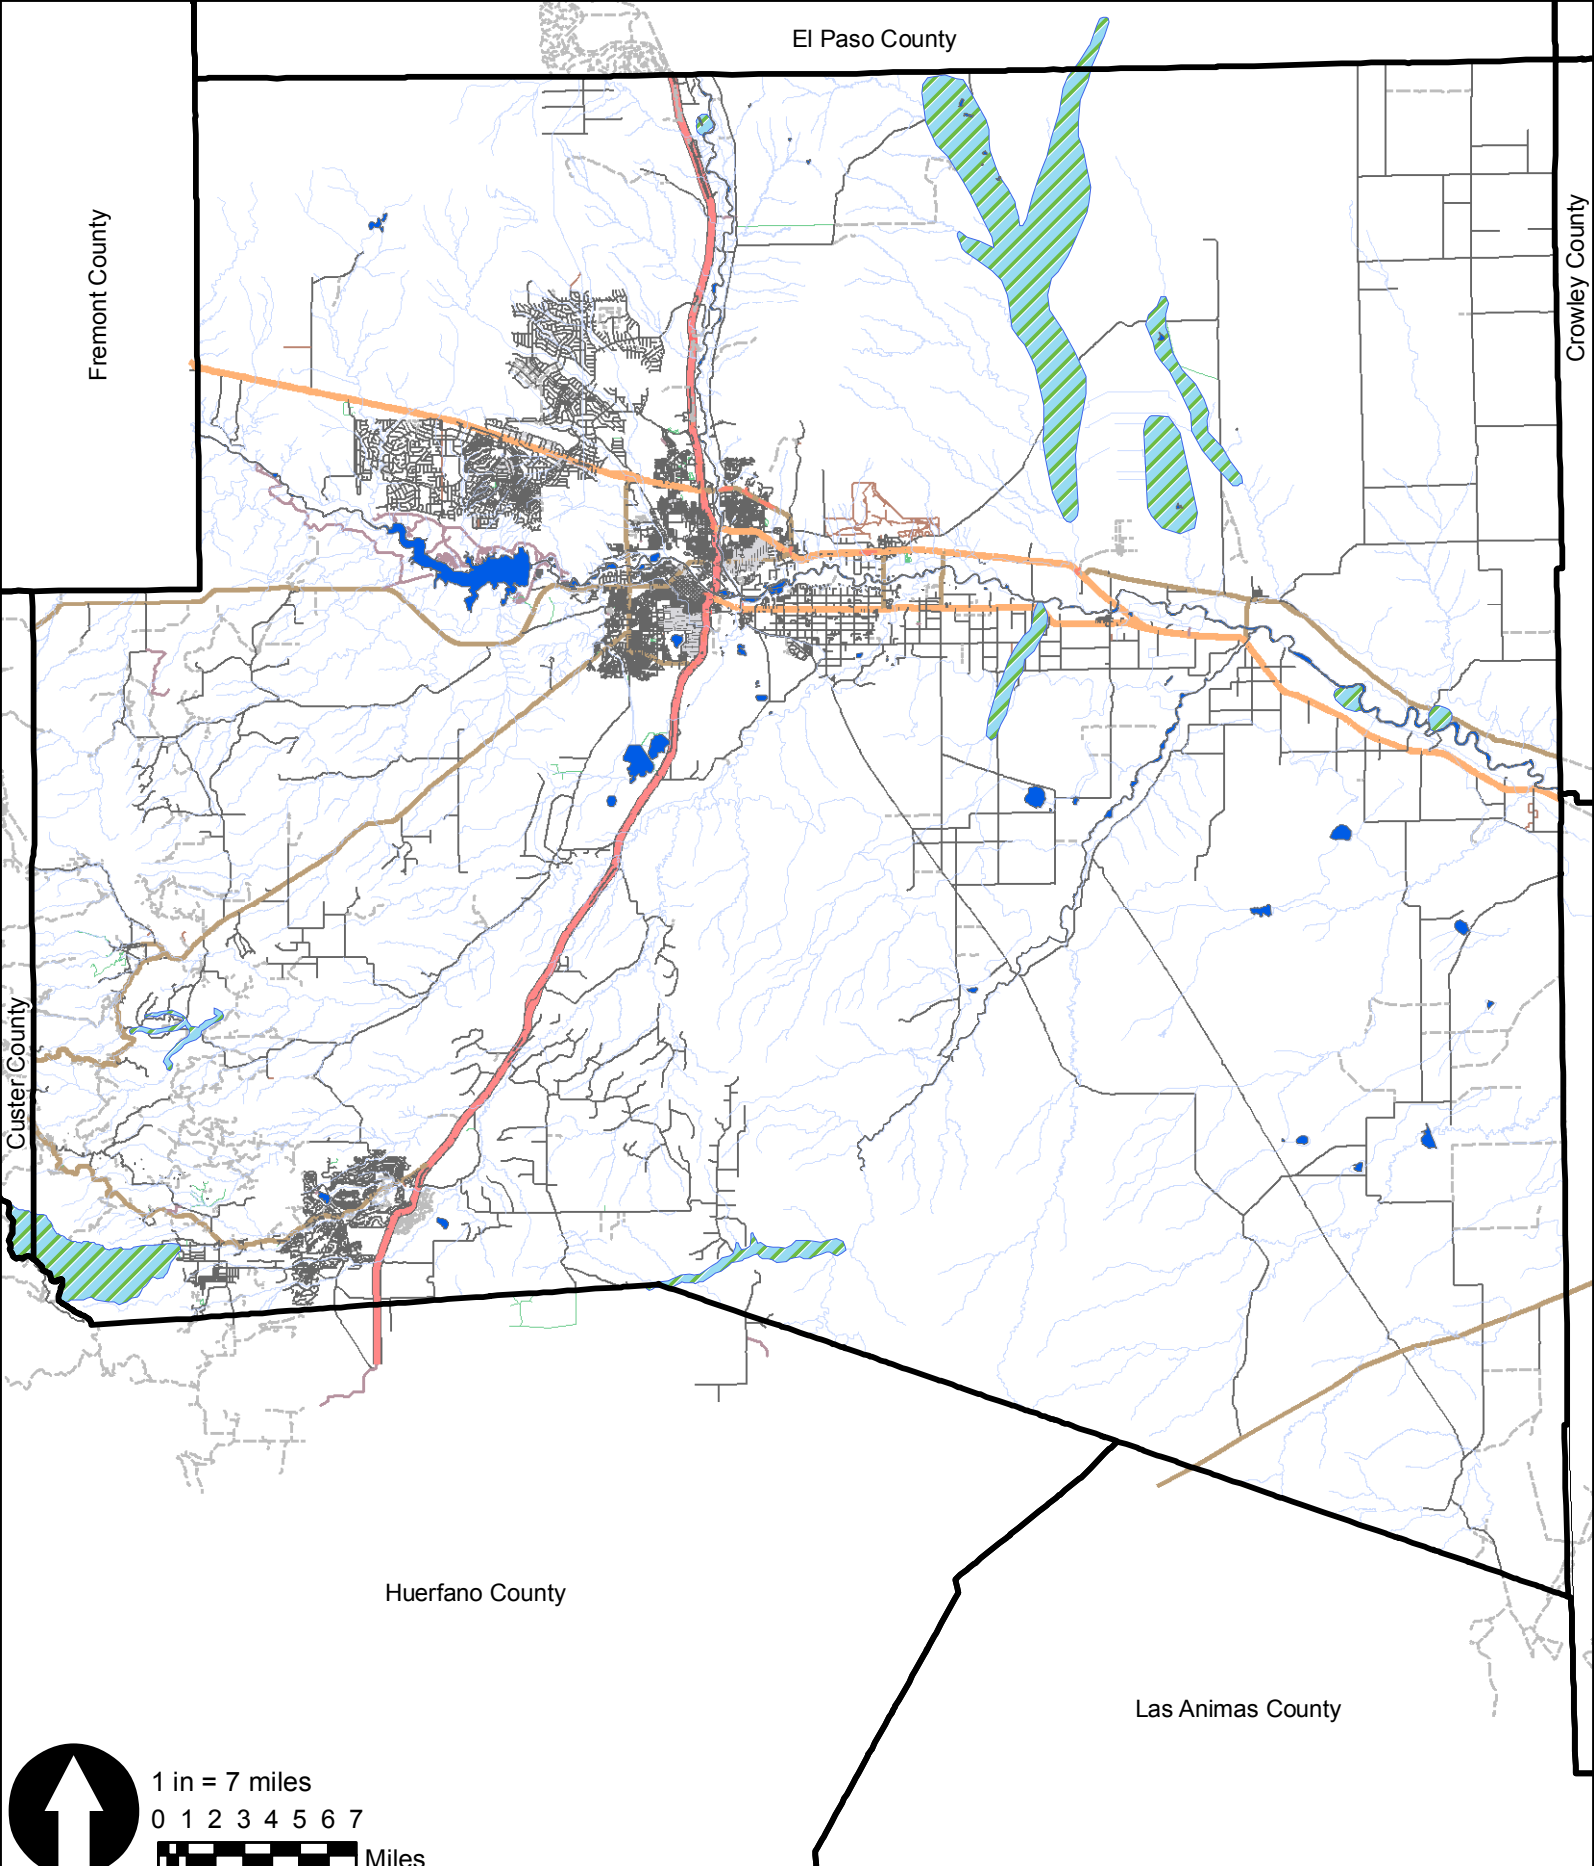 El Paso County
Fremont County
Crowley County
Custer County
Huerfano County
Las Animas County
1 in = 7 miles
0 1 2 3 4 5 6 7
Miles